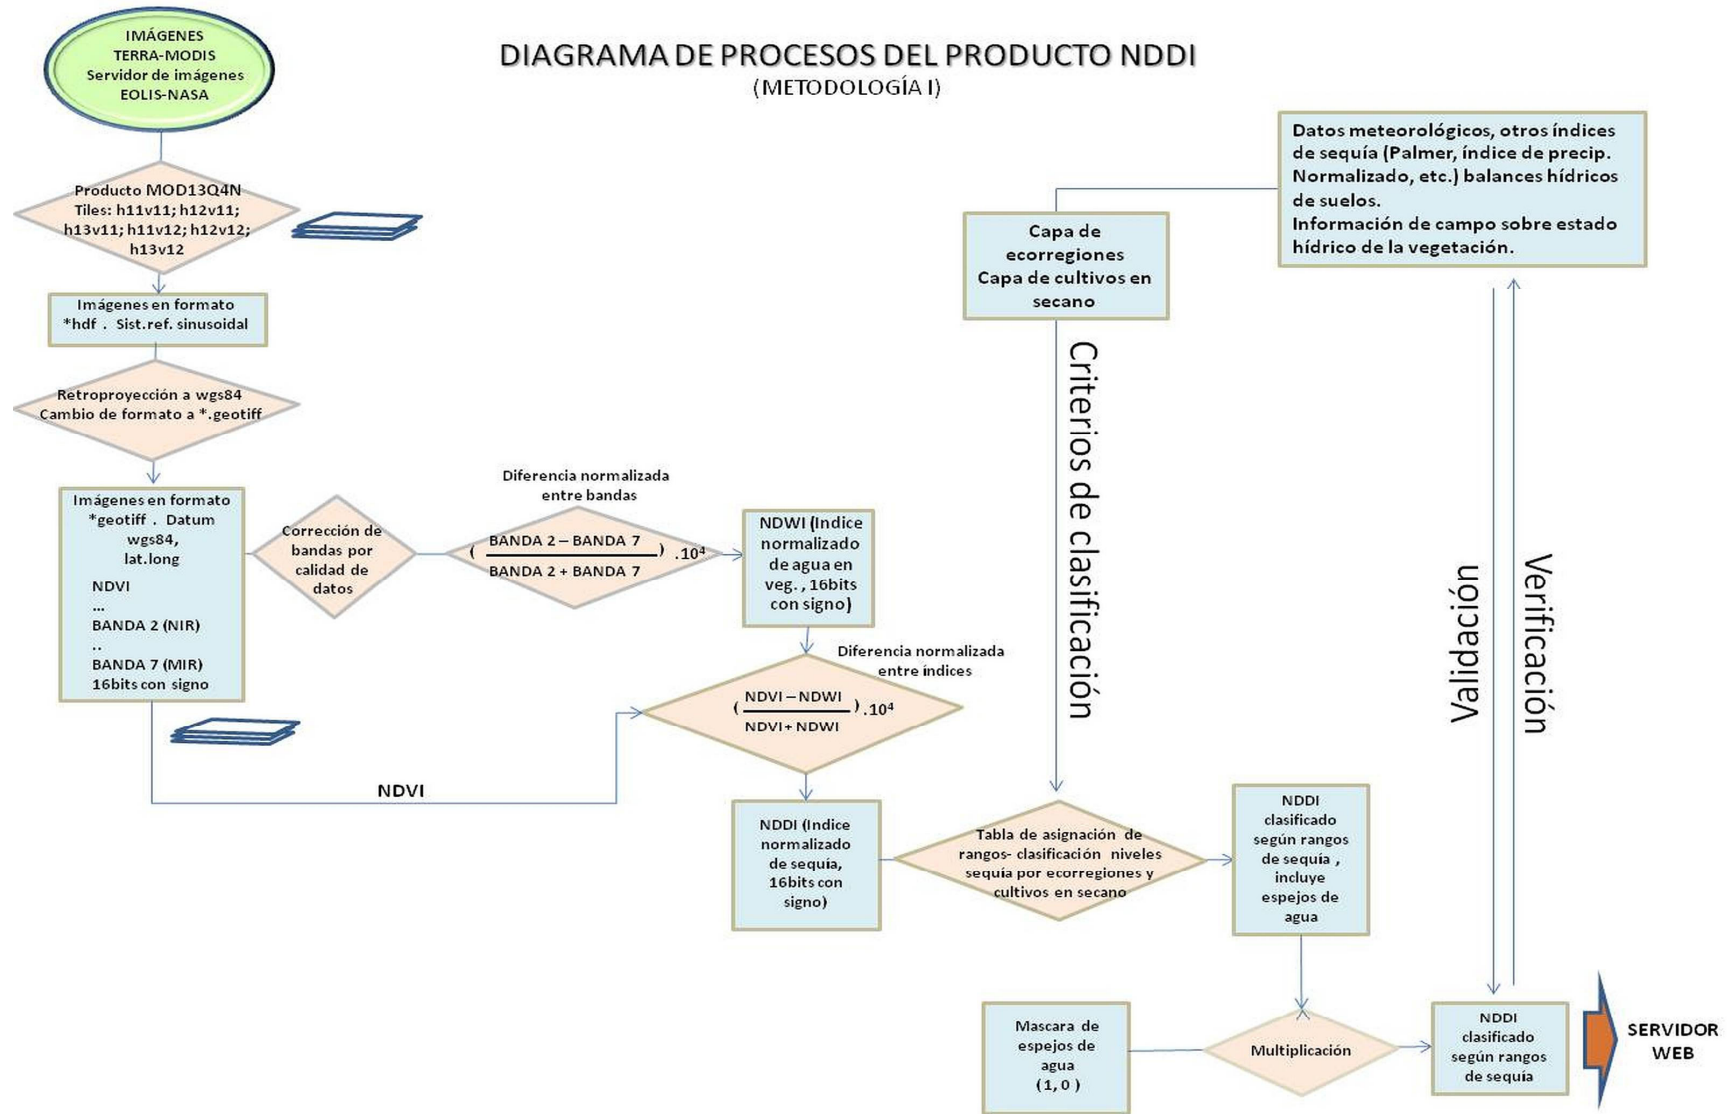 DIAGRAMA DE PROCESOS DEL PRODUCTO NDDI
(METODOLOGÍA I)
IMÁGENES
TERRA-MODIS
Servidor de imágenes
EOLIS-NASA
Producto MOD13Q4N
Tiles: h11v11; h12v11;
h13v11; h11v12; h12v12;
h13v12
Imágenes en formato
*hdf . Sist.ref. sinusoidal
Retroproyección a wgs84
Cambio de formato a *.geotiff
Imágenes en formato
*geotiff . Datum
wgs84,
lat.long
NDVI
...
BANDA 2 (NIR)
..
BANDA 7 (MIR)
16bits con signo
Corrección de
bandas por
calidad de
datos
Diferencia normalizada
entre bandas
( BANDA 2 – BANDA 7 ) .10⁴
BANDA 2 + BANDA 7
NDWI (Indice
normalizado
de agua en
veg. , 16bits
con signo)
Diferencia normalizada
entre índices
( NDVI – NDWI ) .10⁴
NDVI + NDWI
NDVI
NDDI (Indice
normalizado
de sequía,
16bits con
signo)
Capa de
ecorregiones
Capa de cultivos en
secano
Datos meteorológicos, otros índices
de sequía (Palmer, índice de precip.
Normalizado, etc.) balances hídricos
de suelos.
Información de campo sobre estado
hídrico de la vegetación.
Criterios de clasificación
Validación
Verificación
Tabla de asignación de
rangos- clasificación niveles
sequía por ecorregiones y
cultivos en secano
NDDI
clasificado
según rangos
de sequía ,
incluye
espejos de
agua
Mascara de
espejos de
agua
( 1, 0 )
Multiplicación
NDDI
clasificado
según rangos
de sequía
SERVIDOR
WEB